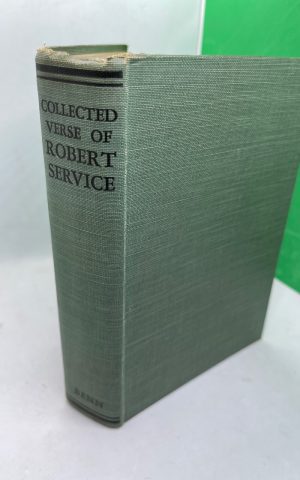 COLLECTED
VERSE OF
ROBERT
SERVICE
BENN